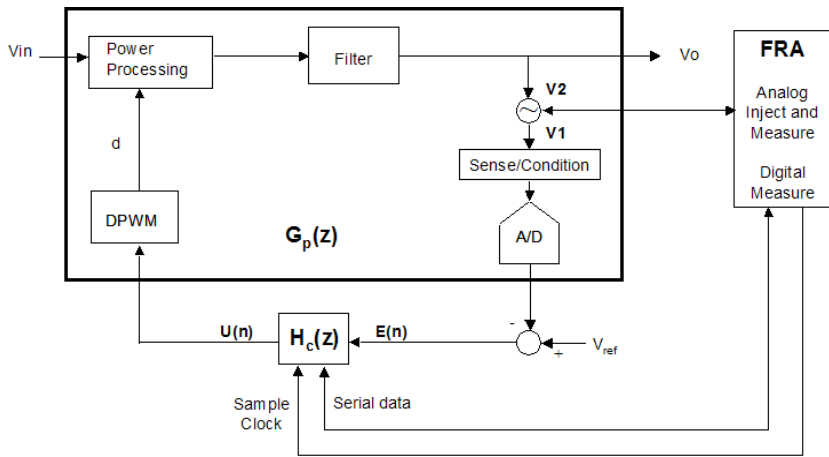 Vin
Power
Processing
Filter
Vo
FRA
Analog
Inject and
Measure
Digital
Measure
V2
~
V1
d
Sense/Condition
DPWM
Gp(z)
A/D
U(n)
Hc(z)
E(n)
-
+
Vref
Sample
Clock
Serial data